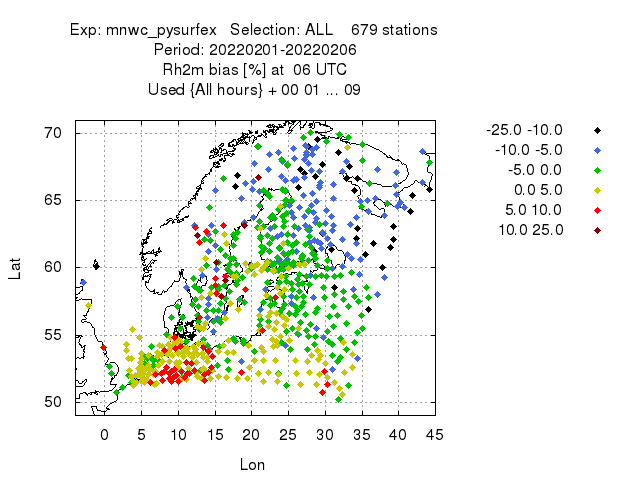 Exp: mnwc_pysurfex   Selection: ALL    679 stations
Period: 20220201-20220206
Rh2m bias [%] at  06 UTC
Used {All hours} + 00 01 ... 09
-25.0 -10.0
-10.0 -5.0
-5.0 0.0
0.0 5.0
5.0 10.0
10.0 25.0
Lat
70
65
60
55
50
0 5 10 15 20 25 30 35 40 45
Lon